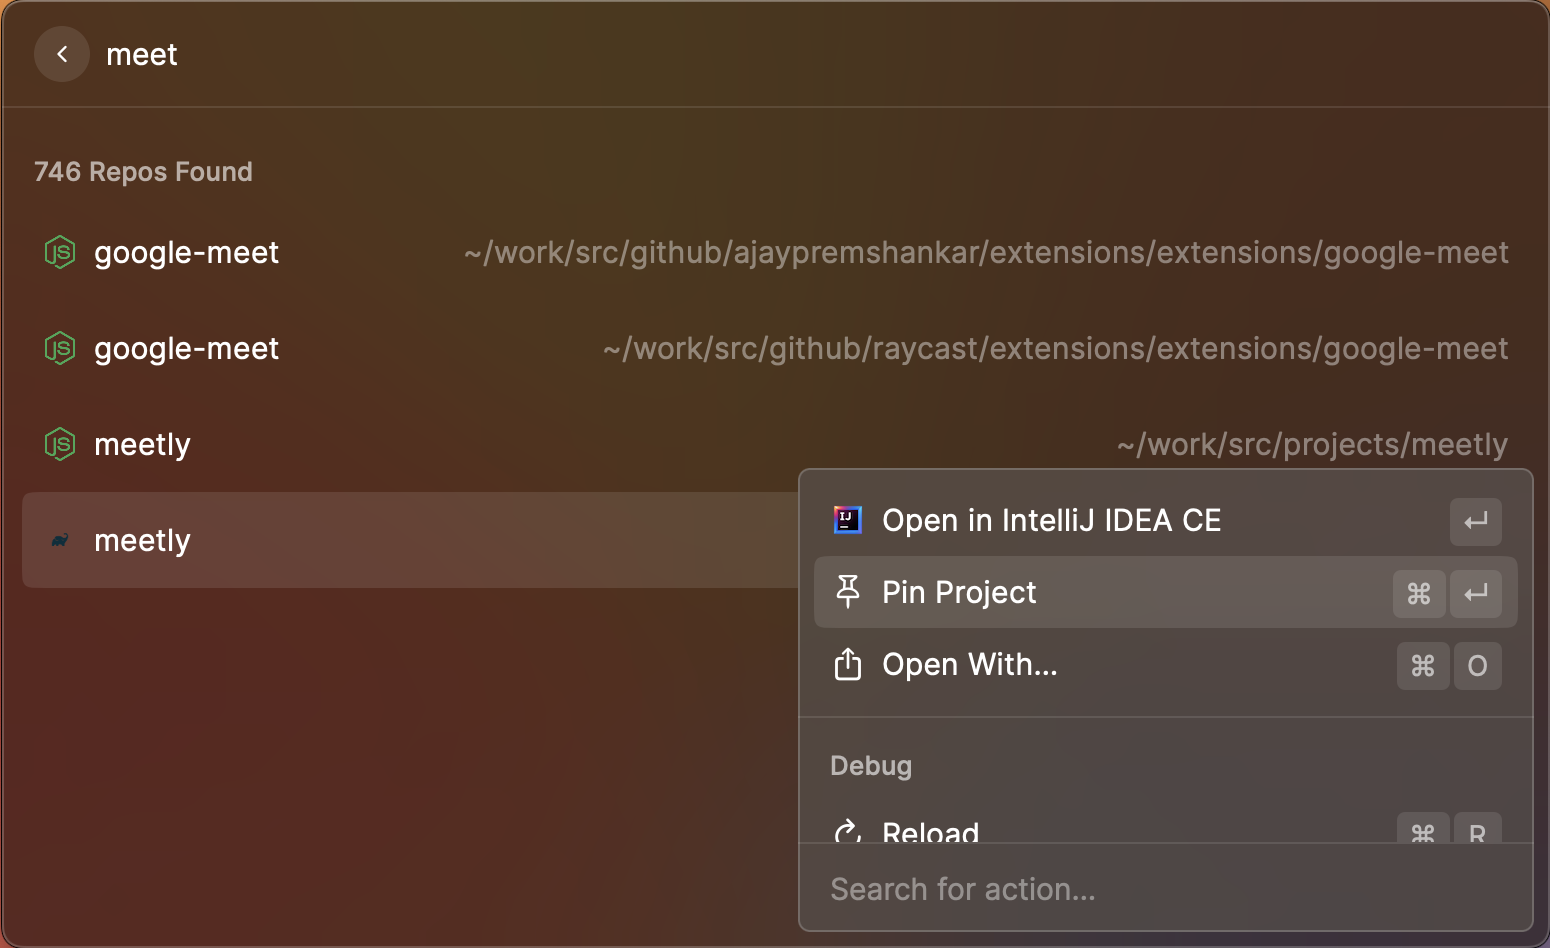 meet
746 Repos Found
google-meet ~/work/src/github/ajaypremshankar/extensions/extensions/google-meet
google-meet ~/work/src/github/raycast/extensions/extensions/google-meet
meetly ~/work/src/projects/meetly
meetly
Open in IntelliJ IDEA CE ↵
Pin Project ⌘ ↵
Open With... ⌘ O
Debug
Reload ⌘ R
Search for action...